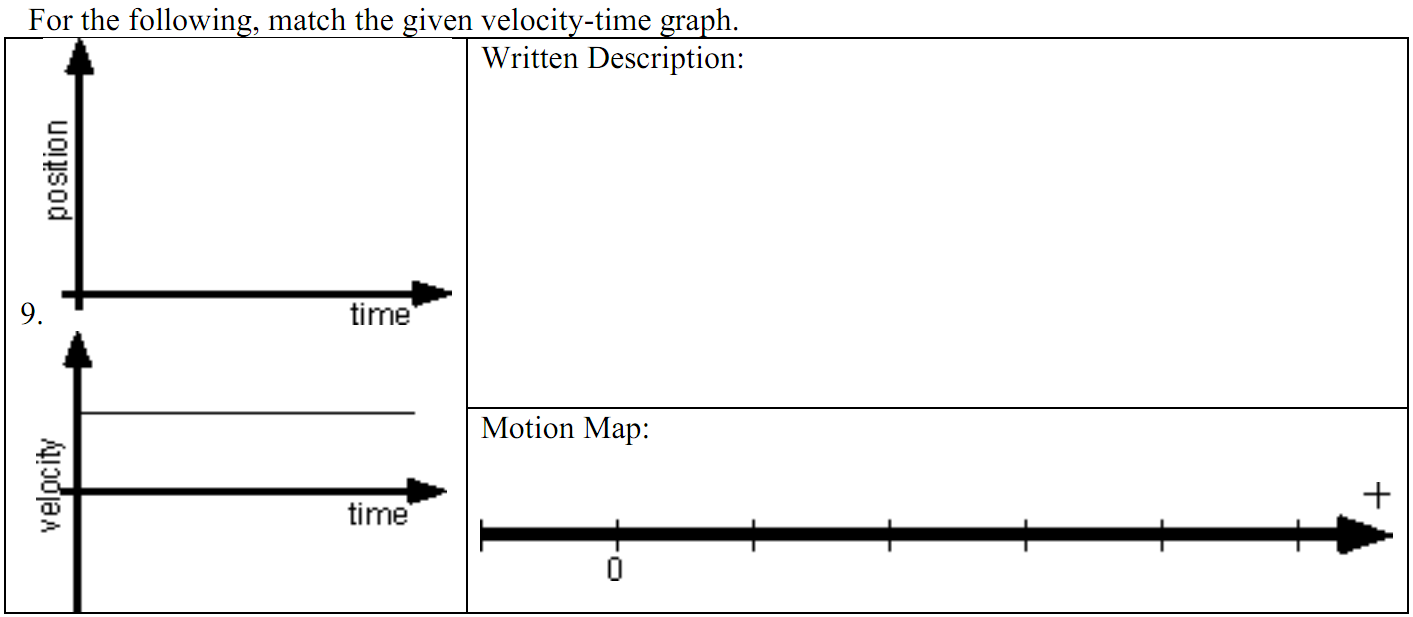 For the following, match the given velocity-time graph.
Written Description:
position
9.
time
velocity
time
Motion Map:
+
0